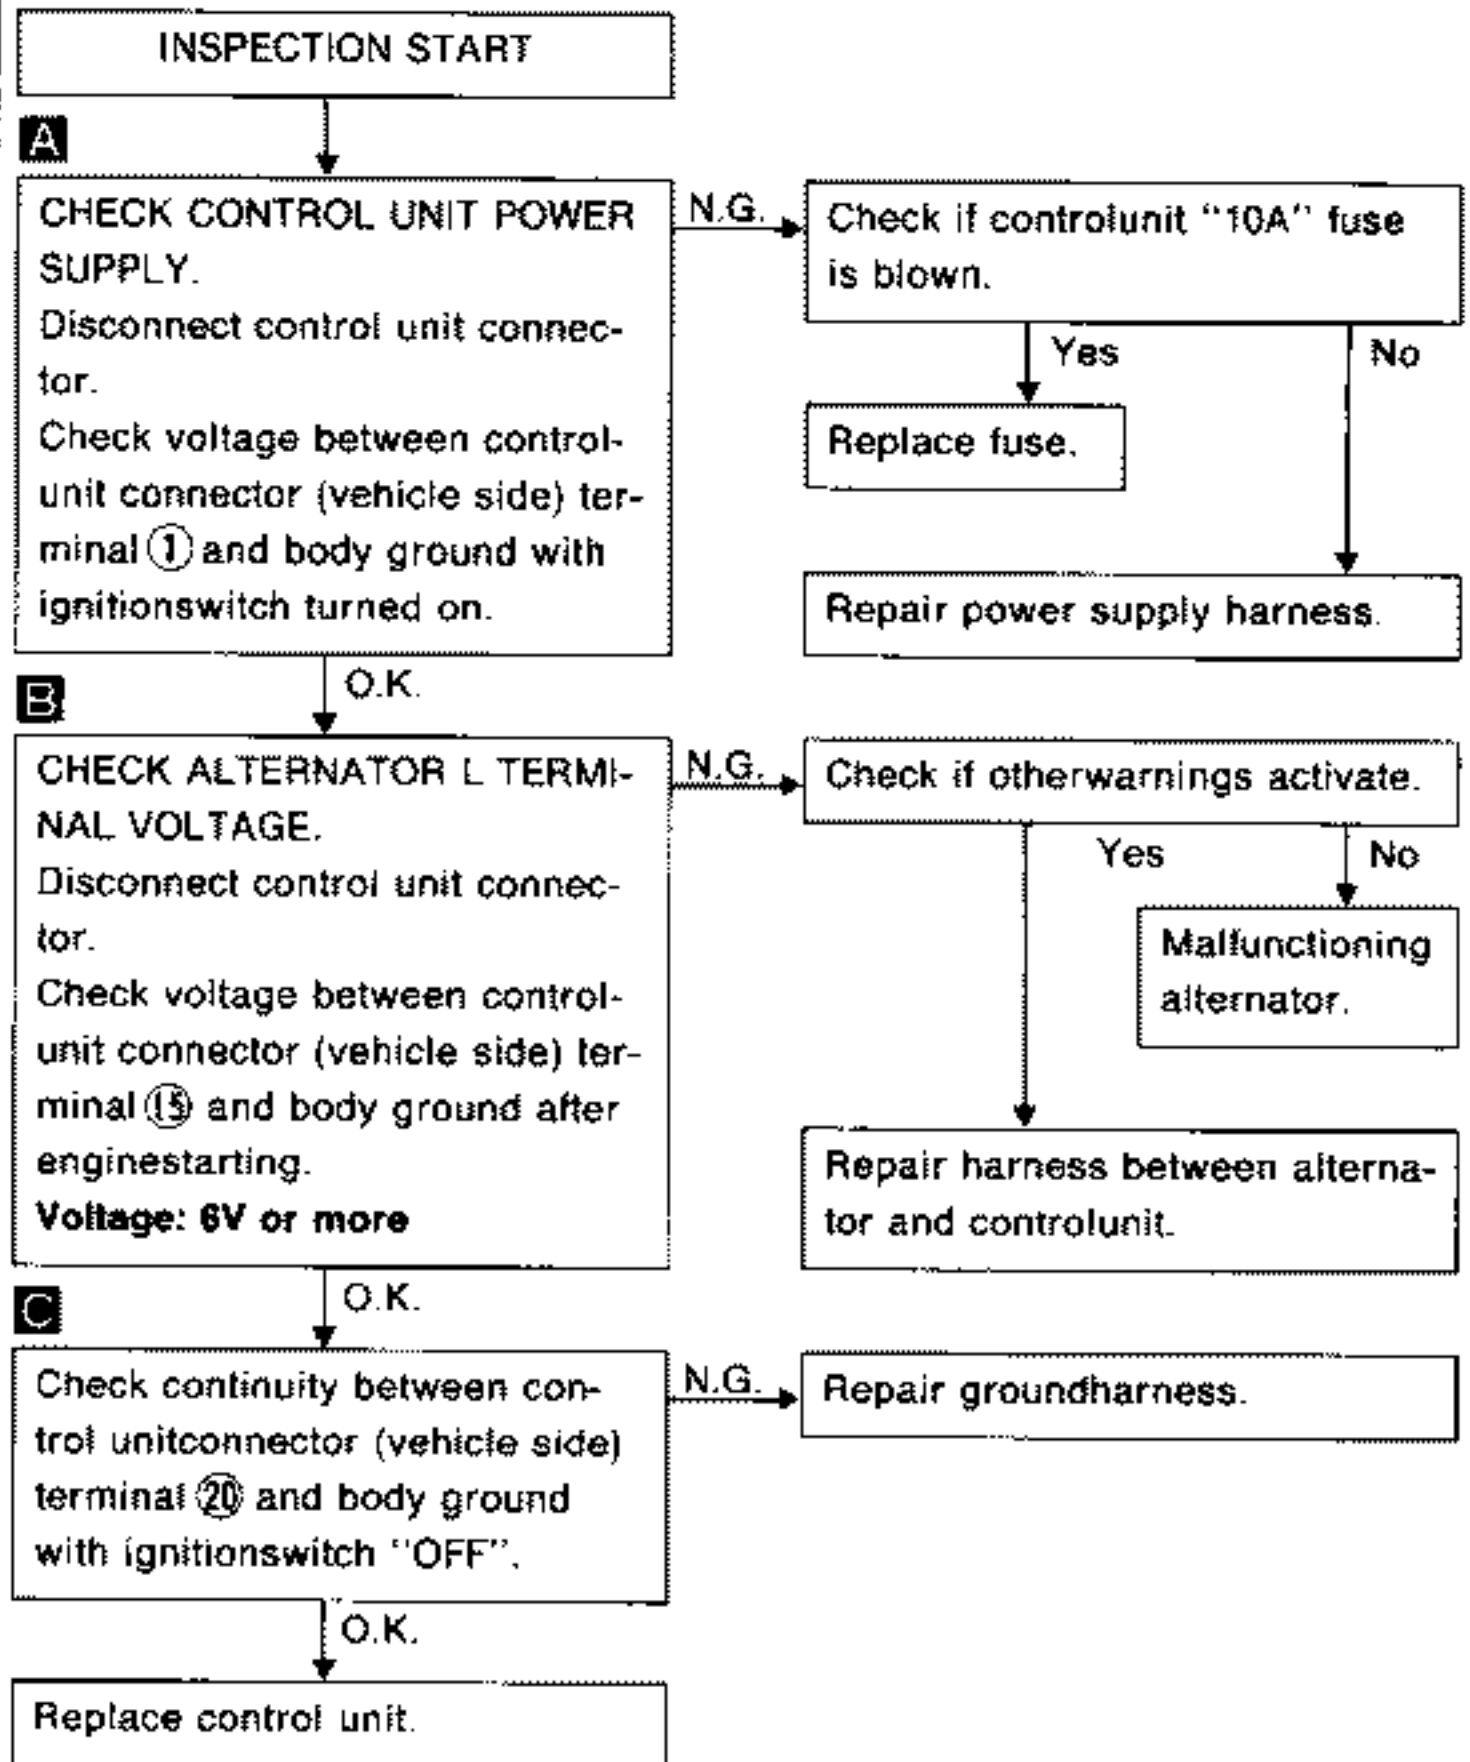 INSPECTION START
A
CHECK CONTROL UNIT POWER
SUPPLY.
Disconnect control unit connec-
tor.
Check voltage between control-
unit connector (vehicle side) ter-
minal ① and body ground with
ignitionswitch turned on.
N.G.
Check if controlunit "10A" fuse
is blown.
Yes
No
Replace fuse.
Repair power supply harness.
O.K.
B
CHECK ALTERNATOR L TERMI-
NAL VOLTAGE.
Disconnect control unit connec-
tor.
Check voltage between control-
unit connector (vehicle side) ter-
minal ⑮ and body ground after
enginestarting.
Voltage: 6V or more
N.G.
Check if otherwarnings activate.
Yes
No
Malfunctioning
alternator.
Repair harness between alterna-
tor and controlunit.
O.K.
C
Check continuity between con-
trol unitconnector (vehicle side)
terminal ⑳ and body ground
with ignitionswitch "OFF".
N.G.
Repair groundharness.
O.K.
Replace control unit.